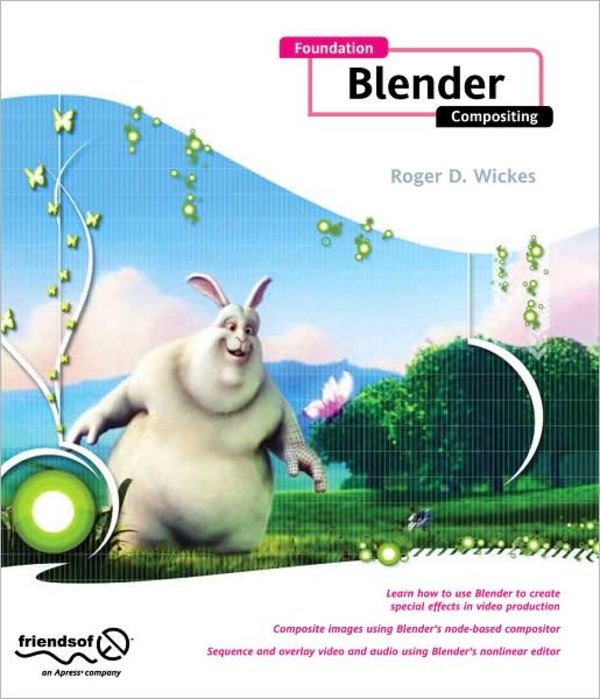 Foundation
Blender
Compositing
Roger D. Wickes
Learn how to use Blender to create
special effects in video production
Composite images using Blender's node-based compositor
Sequence and overlay video and audio using Blender's nonlinear editor
friendsof
an Apress® company